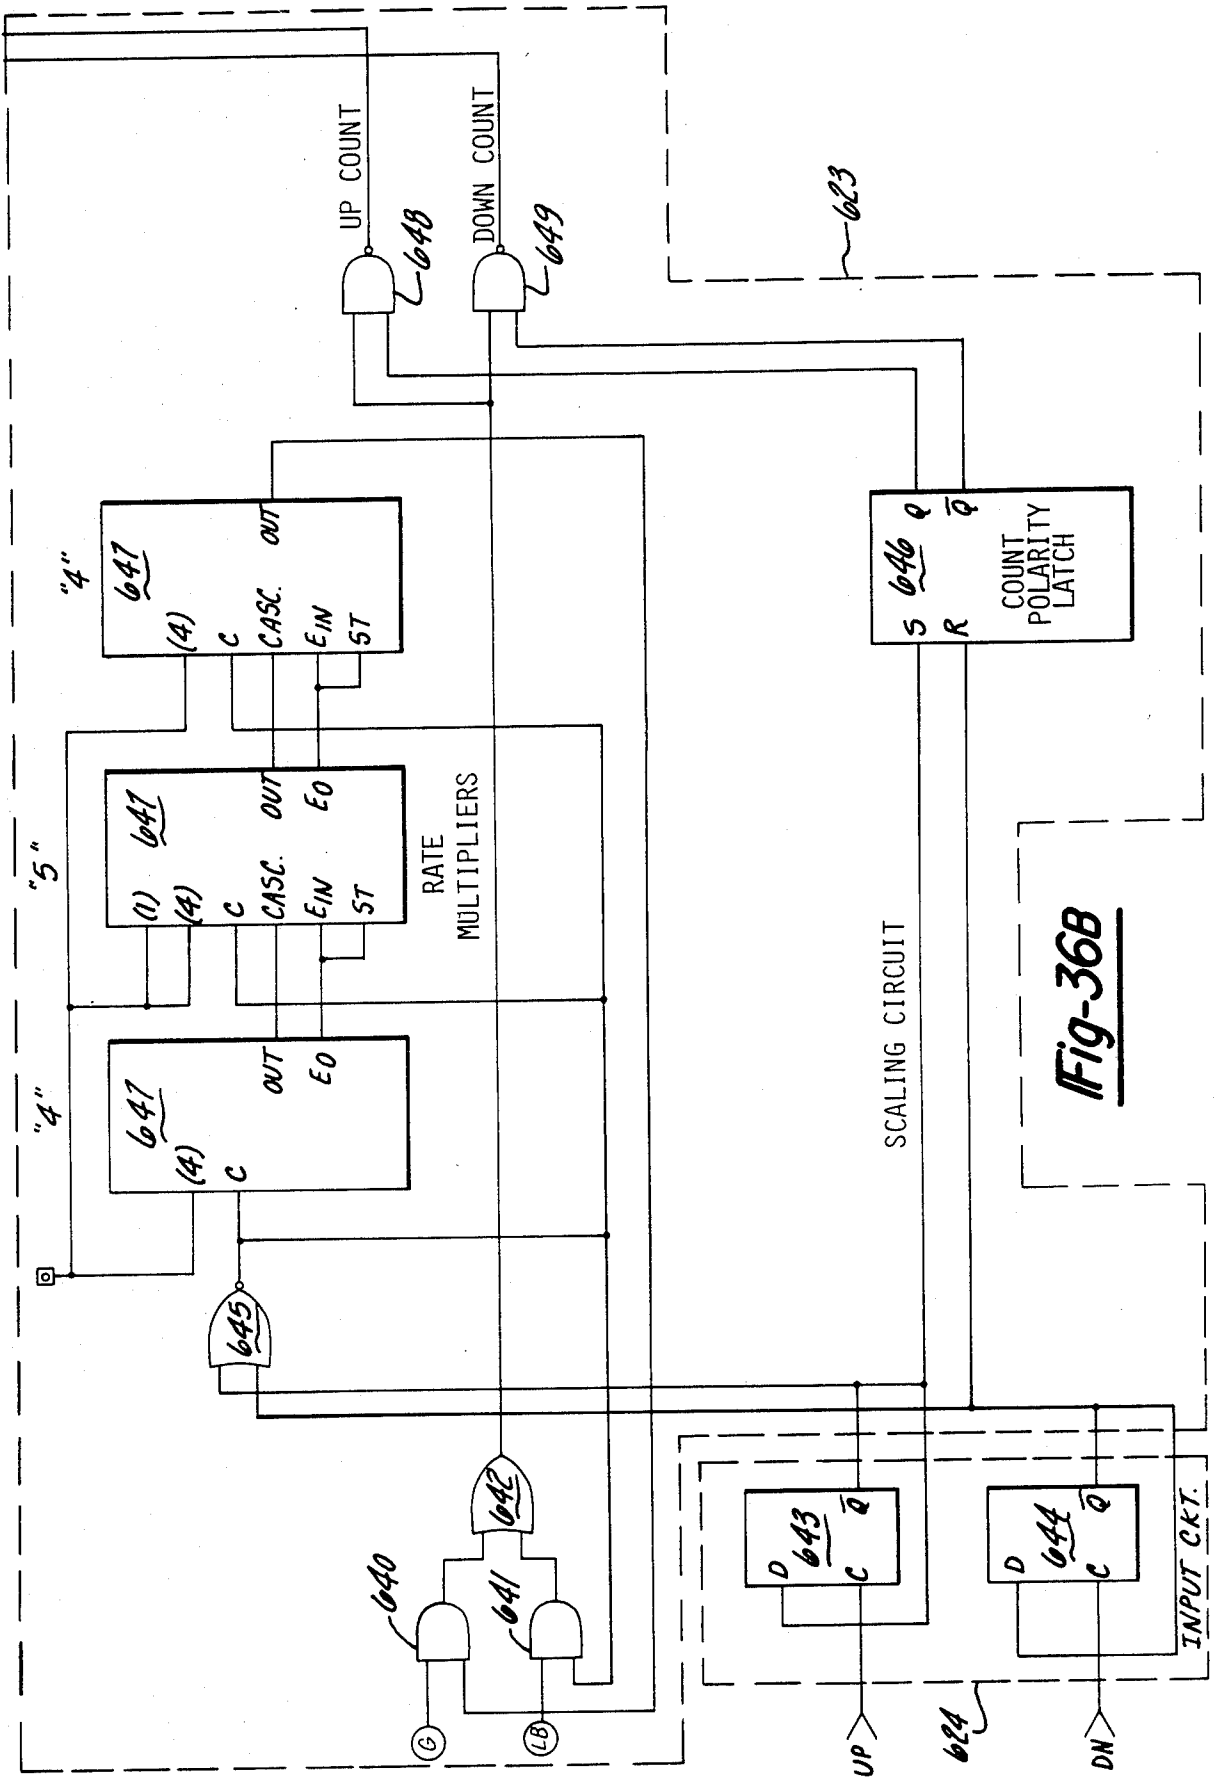 "4"
"5"
"4"
647
(4)
C
OUT
EO
647
(1)
(4)
C
CASC.
EIN
ST
OUT
EO
647
(4)
C
CASC.
EIN
ST
OUT
RATE
MULTIPLIERS
645
UP COUNT
648
DOWN COUNT
649
G
640
LB
641
642
623
SCALING CIRCUIT
S
R
646
Q
Q̅
COUNT
POLARITY
LATCH
UP
D
643
C
Q̅
624
DN
D
644
C
Q̅
INPUT CKT.
Fig-36B